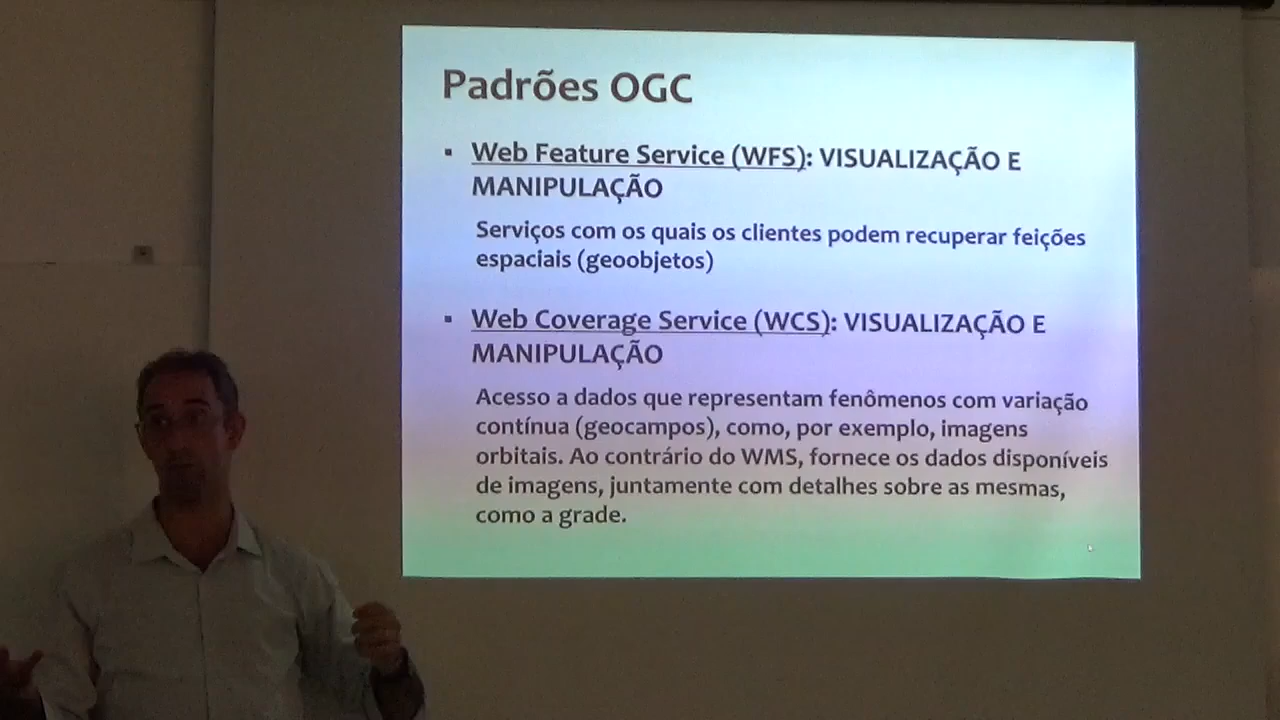 Padrões OGC
▪ Web Feature Service (WFS): VISUALIZAÇÃO E
MANIPULAÇÃO
Serviços com os quais os clientes podem recuperar feições
espaciais (geoobjetos)
▪ Web Coverage Service (WCS): VISUALIZAÇÃO E
MANIPULAÇÃO
Acesso a dados que representam fenômenos com variação
contínua (geocampos), como, por exemplo, imagens
orbitais. Ao contrário do WMS, fornece os dados disponíveis
de imagens, juntamente com detalhes sobre as mesmas,
como a grade.